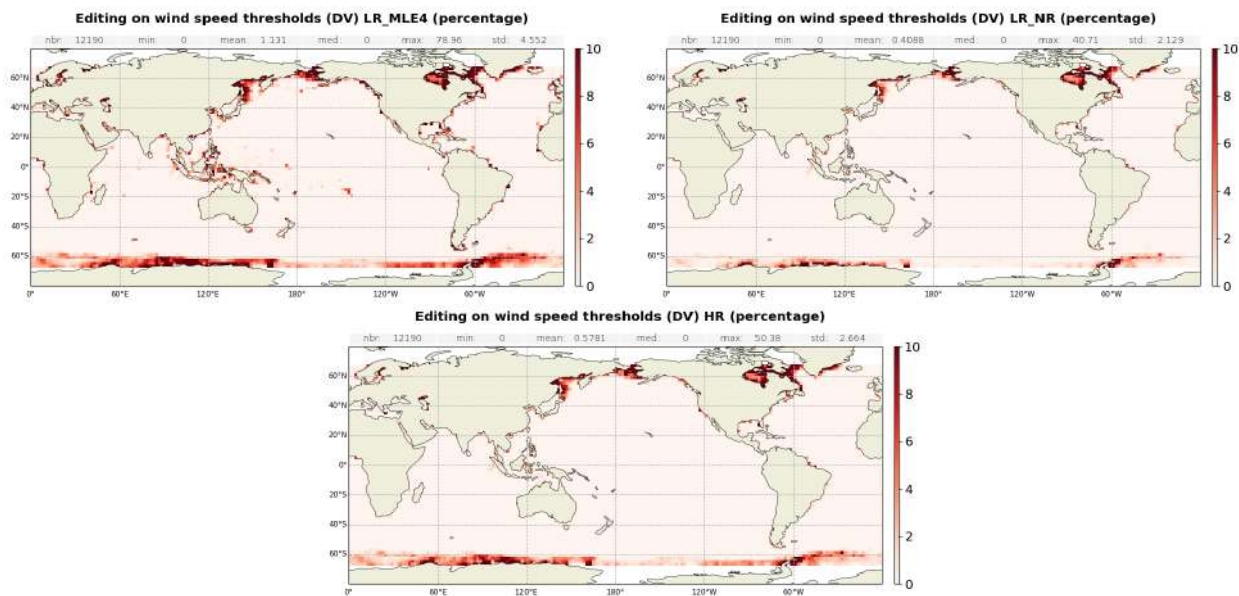 Editing on wind speed thresholds (DV) LR_MLE4 (percentage)
nbr: 12190 min: 0 mean: 1.131 med: 0 max: 78.96 std: 4.552
10
8
6
4
2
0
60°N
40°N
20°N
0°
20°S
40°S
60°S
0° 60°E 120°E 180° 120°W 60°W
Editing on wind speed thresholds (DV) LR_NR (percentage)
nbr: 12190 min: 0 mean: 0.4088 med: 0 max: 40.71 std: 2.129
10
8
6
4
2
0
60°N
40°N
20°N
0°
20°S
40°S
60°S
0° 60°E 120°E 180° 120°W 60°W
Editing on wind speed thresholds (DV) HR (percentage)
nbr: 12190 min: 0 mean: 0.5781 med: 0 max: 50.38 std: 2.664
10
8
6
4
2
0
60°N
40°N
20°N
0°
20°S
40°S
60°S
0° 60°E 120°E 180° 120°W 60°W